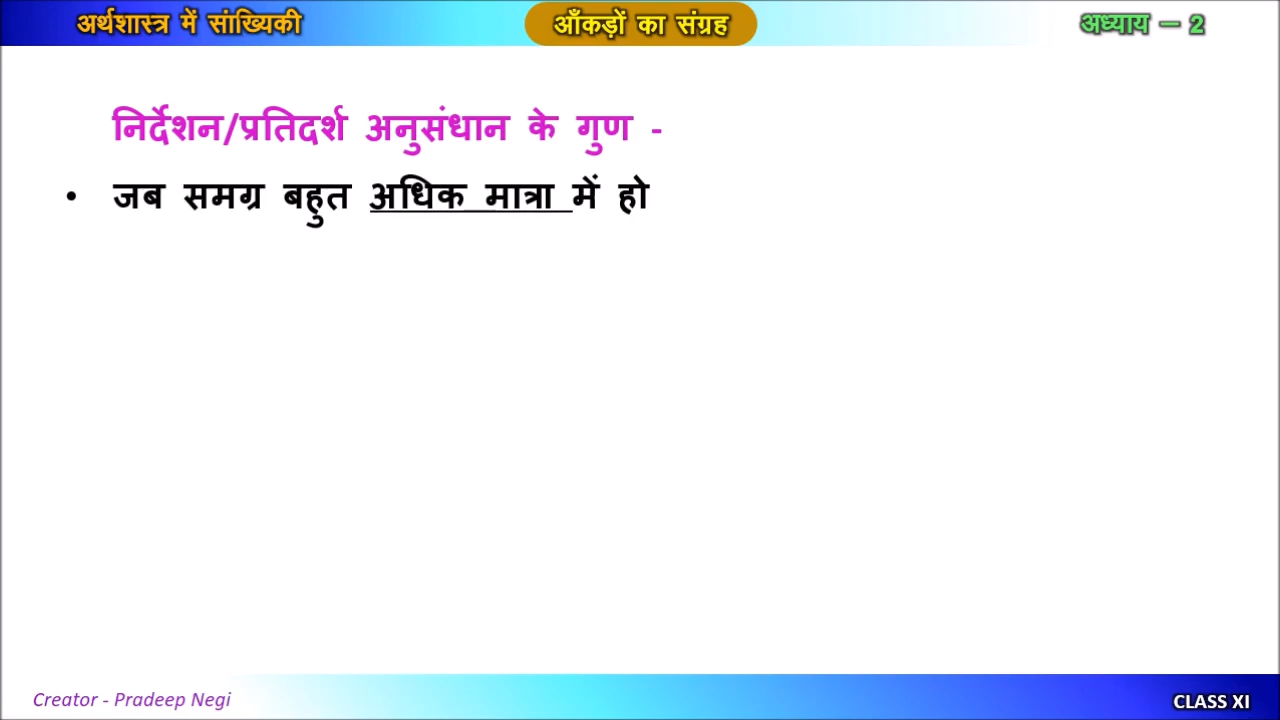 अर्थशास्त्र में सांख्यिकी
आँकड़ों का संग्रह
अध्याय – 2
निर्देशन/प्रतिदर्श अनुसंधान के गुण -
• जब समग्र बहुत अधिक मात्रा में हो
Creator - Pradeep Negi
CLASS XI